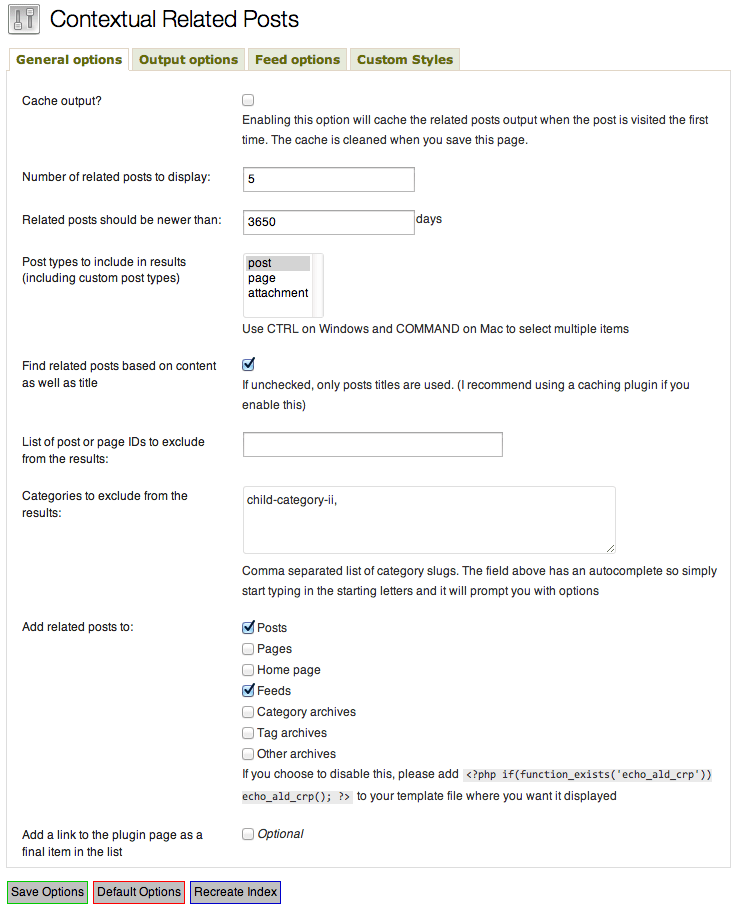 Contextual Related Posts
General options
Output options
Feed options
Custom Styles
Cache output?
Enabling this option will cache the related posts output when the post is visited the first
time. The cache is cleaned when you save this page.
Number of related posts to display:
5
Related posts should be newer than:
3650
days
Post types to include in results
(including custom post types)
post
page
attachment
Use CTRL on Windows and COMMAND on Mac to select multiple items
Find related posts based on content
as well as title
If unchecked, only posts titles are used. (I recommend using a caching plugin if you
enable this)
List of post or page IDs to exclude
from the results:
Categories to exclude from the
results:
child-category-ii,
Comma separated list of category slugs. The field above has an autocomplete so simply
start typing in the starting letters and it will prompt you with options
Add related posts to:
Posts
Pages
Home page
Feeds
Category archives
Tag archives
Other archives
If you choose to disable this, please add <?php if(function_exists('echo_ald_crp'))
echo_ald_crp(); ?> to your template file where you want it displayed
Add a link to the plugin page as a
final item in the list
Optional
Save Options
Default Options
Recreate Index